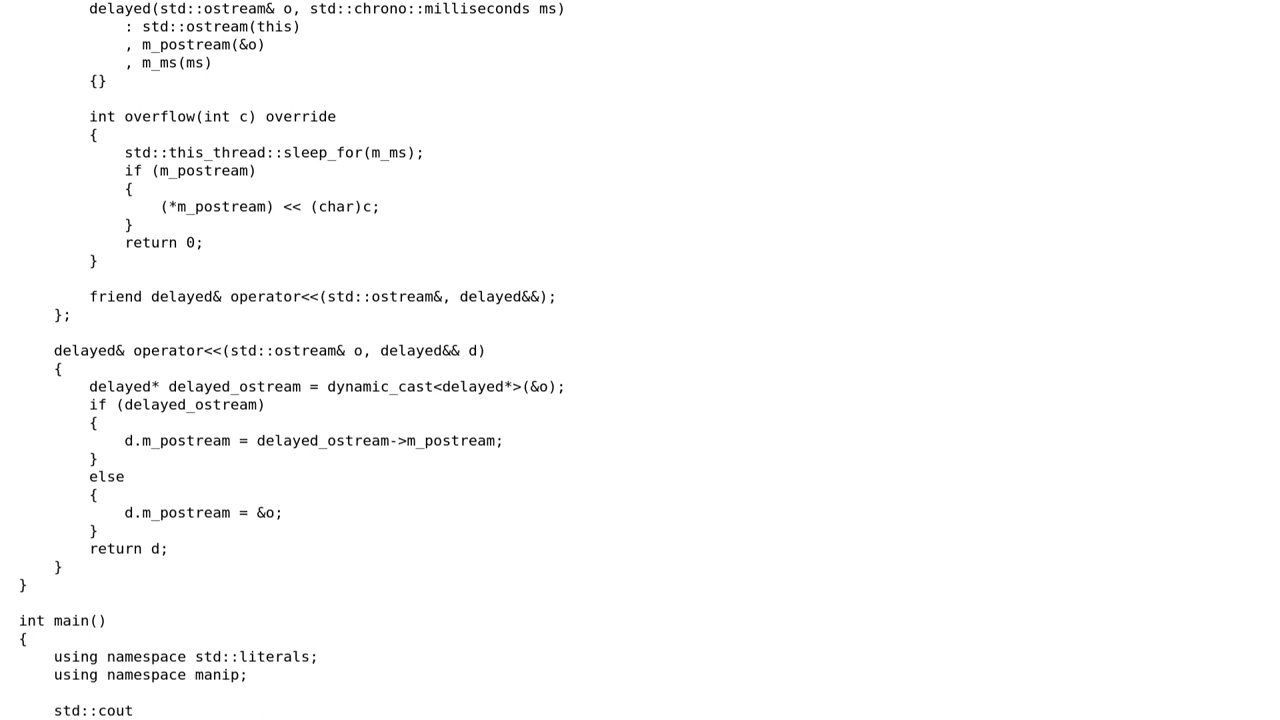 delayed(std::ostream& o, std::chrono::milliseconds ms)
: std::ostream(this)
, m_postream(&o)
, m_ms(ms)
{}
int overflow(int c) override
{
std::this_thread::sleep_for(m_ms);
if (m_postream)
{
(*m_postream) << (char)c;
}
return 0;
}
friend delayed& operator<<(std::ostream&, delayed&&);
};
delayed& operator<<(std::ostream& o, delayed&& d)
{
delayed* delayed_ostream = dynamic_cast<delayed*>(&o);
if (delayed_ostream)
{
d.m_postream = delayed_ostream->m_postream;
}
else
{
d.m_postream = &o;
}
return d;
}
}
int main()
{
using namespace std::literals;
using namespace manip;
std::cout